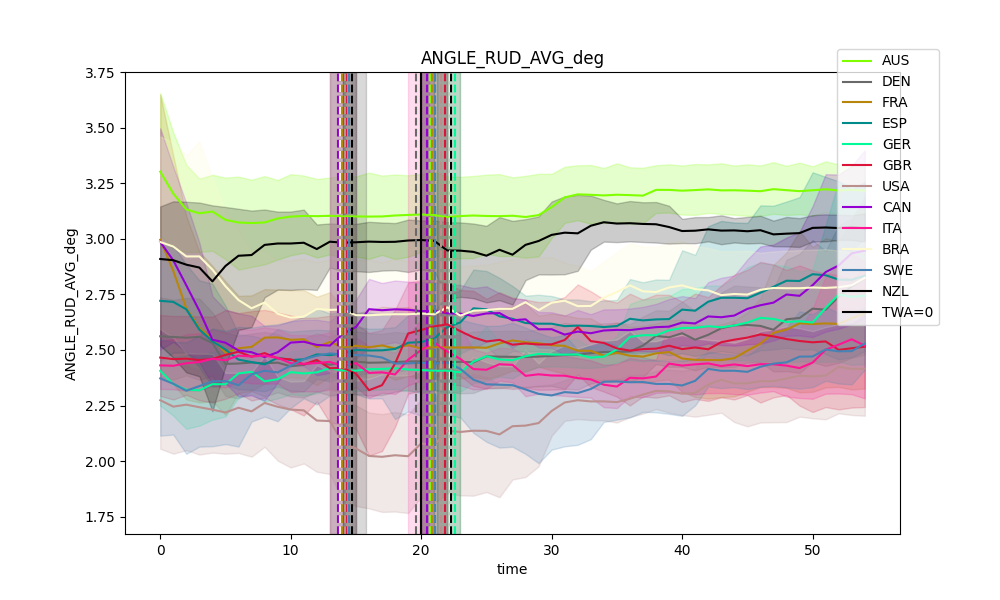 ANGLE_RUD_AVG_deg
AUS
DEN
FRA
ESP
GER
GBR
USA
CAN
ITA
BRA
SWE
NZL
TWA=0
ANGLE_RUD_AVG_deg
3.75
3.50
3.25
3.00
2.75
2.50
2.25
2.00
1.75
0
10
20
30
40
50
time